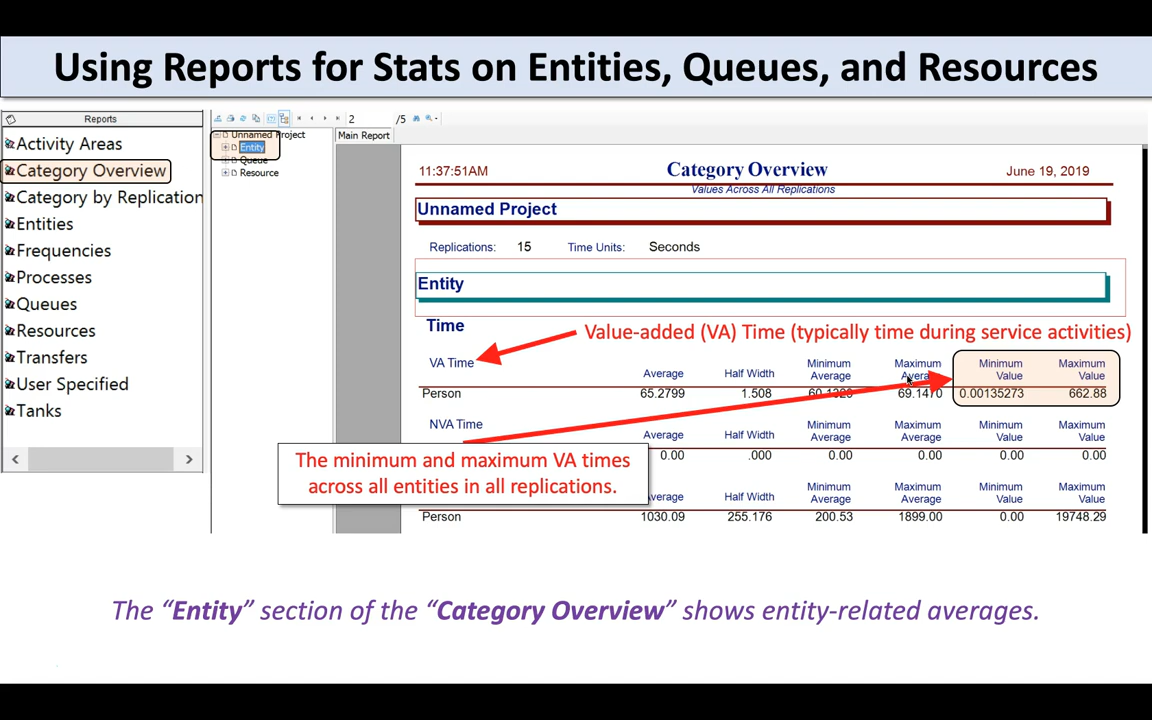 Using Reports for Stats on Entities, Queues, and Resources
Reports
Activity Areas
Category Overview
Category by Replication
Entities
Frequencies
Processes
Queues
Resources
Transfers
User Specified
Tanks
2 /5
Unnamed Project
Entity
Queue
Resource
Main Report
11:37:51AM Category Overview June 19, 2019
Values Across All Replications
Unnamed Project
Replications: 15 Time Units: Seconds
Entity
Time
Value-added (VA) Time (typically time during service activities)
VA Time Average Half Width Minimum Average Maximum Average Minimum Value Maximum Value
Person 65.2799 1.508 60.1320 69.1470 0.00135273 662.88
NVA Time Average Half Width Minimum Average Maximum Average Minimum Value Maximum Value
0.00 .000 0.00 0.00 0.00 0.00
The minimum and maximum VA times
across all entities in all replications.
Average Half Width Minimum Average Maximum Average Minimum Value Maximum Value
Person 1030.09 255.176 200.53 1899.00 0.00 19748.29
The “Entity” section of the “Category Overview” shows entity-related averages.